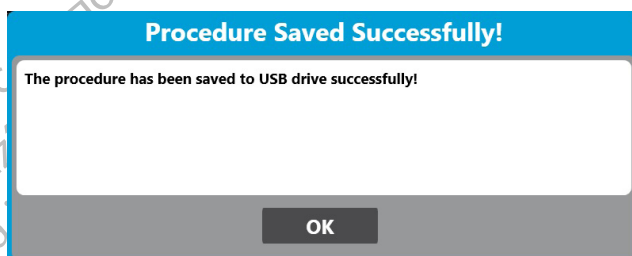 Procedure Saved Successfully!
The procedure has been saved to USB drive successfully!
OK